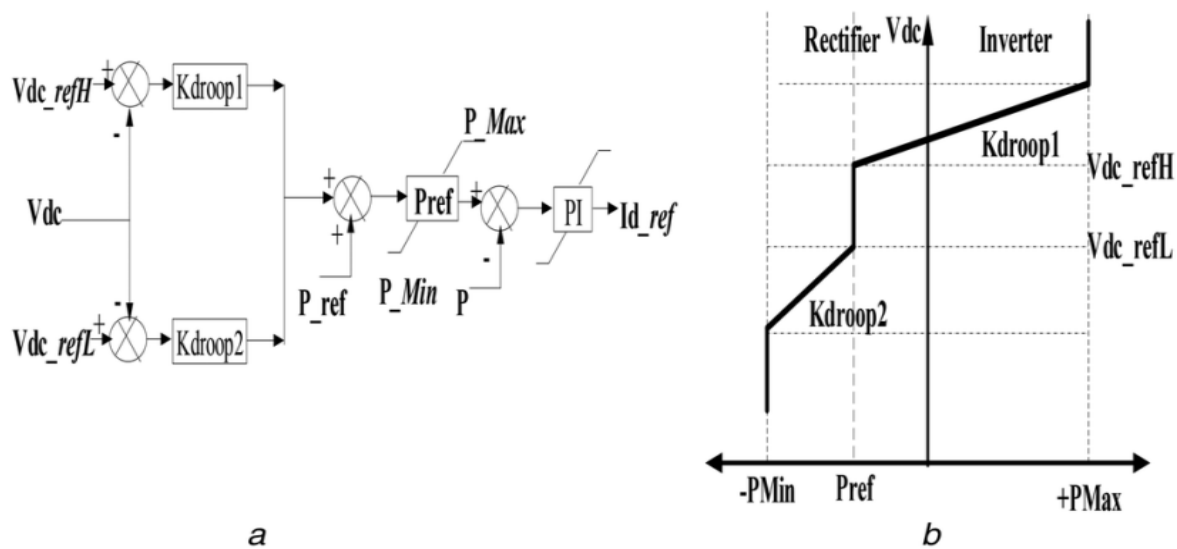 Vdc_refH
+
-
Kdroop1
Vdc
-
+
Vdc_refL
Kdroop2
+
+
P_ref
P_Max
Pref
P_Min
+
-
P
PI
Id_ref
a
Rectifier Vdc Inverter
Kdroop1
Vdc_refH
Vdc_refL
Kdroop2
-PMin Pref +PMax
b